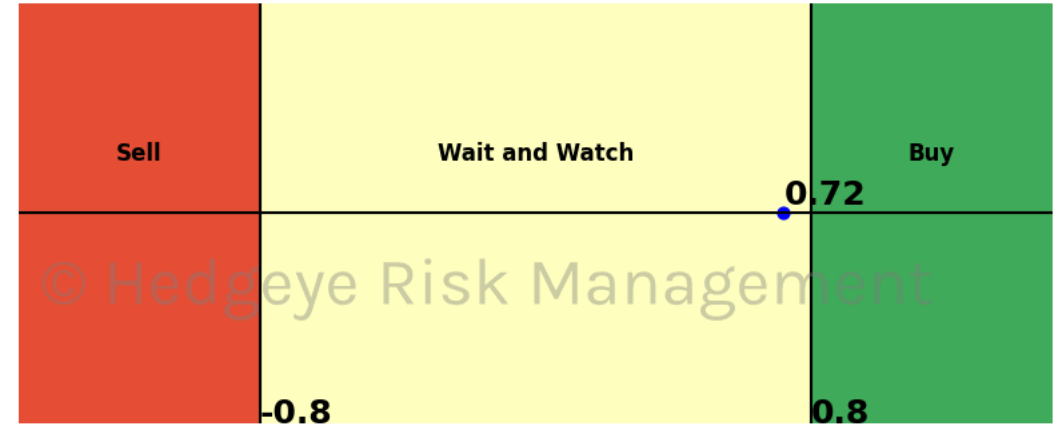 Sell
Wait and Watch
Buy
0.72
© Hedgeye Risk Management
-0.8
0.8